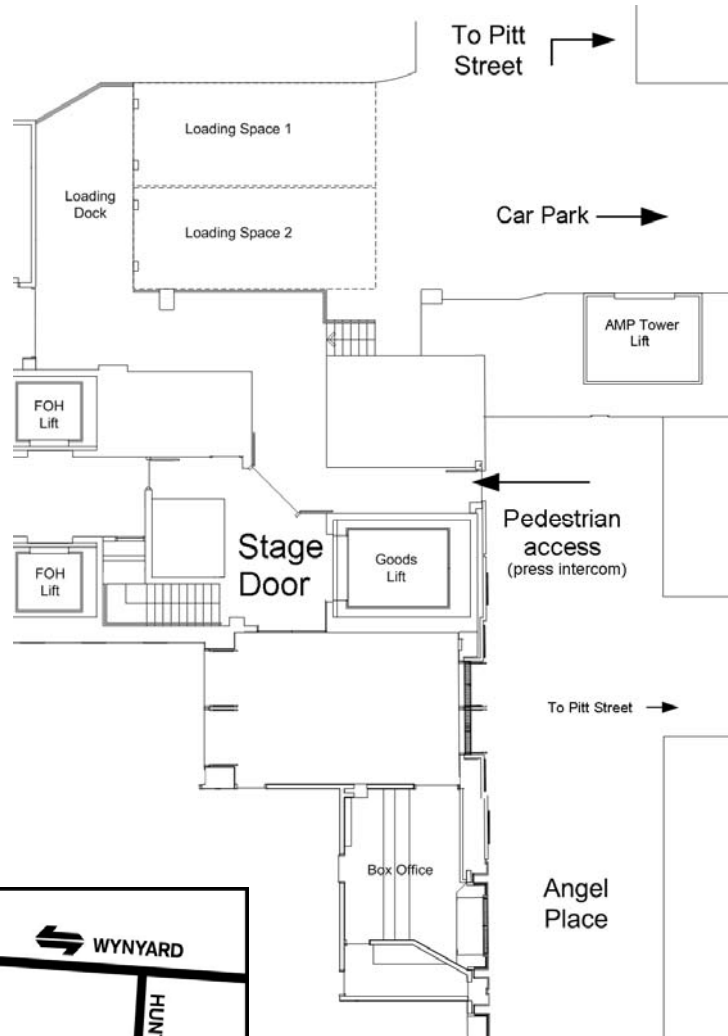 To Pitt
Street
Loading Space 1
Loading
Dock
Loading Space 2
Car Park
AMP Tower
Lift
FOH
Lift
Pedestrian
access
(press intercom)
Stage
Door
Goods
Lift
FOH
Lift
To Pitt Street
Box Office
Angel
Place
WYNYARD